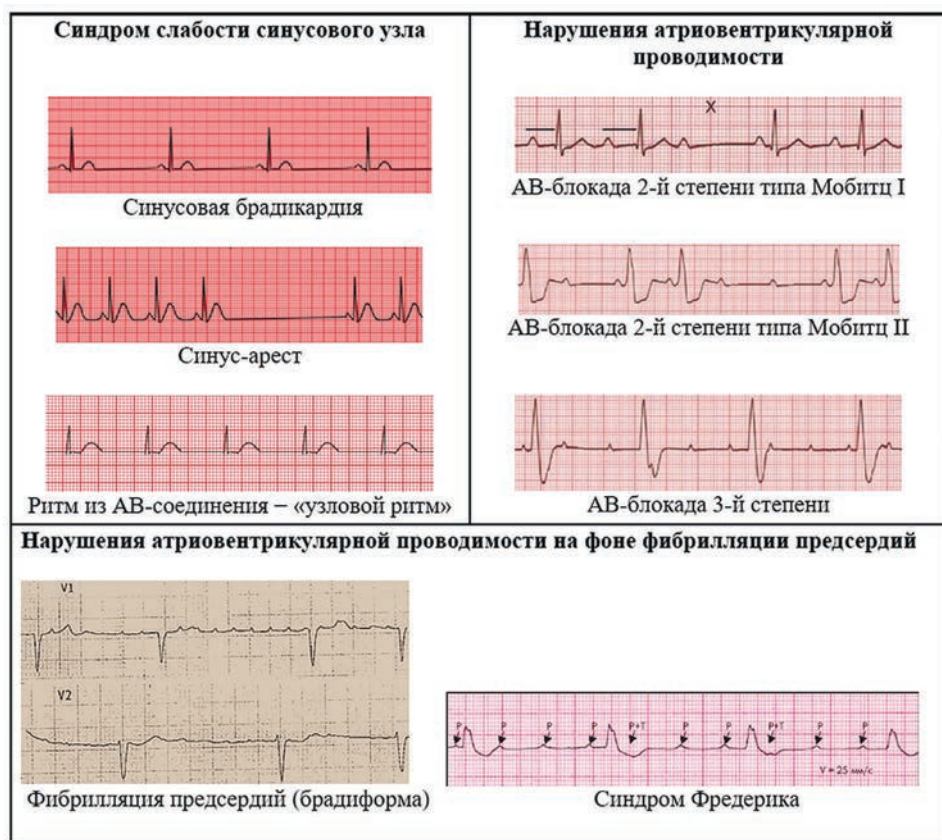 Синдром слабости синусового узла
Синусовая брадикардия
Синус-арест
Ритм из АВ-соединения – «узловой ритм»
Нарушения атриовентрикулярной
проводимости
X
АВ-блокада 2-й степени типа Мобитц I
АВ-блокада 2-й степени типа Мобитц II
АВ-блокада 3-й степени
Нарушения атриовентрикулярной проводимости на фоне фибрилляции предсердий
V1
V2
Фибрилляция предсердий (брадиформа)
P P P P P+T P P P+T P P
V = 25 мм/с
Синдром Фредерика